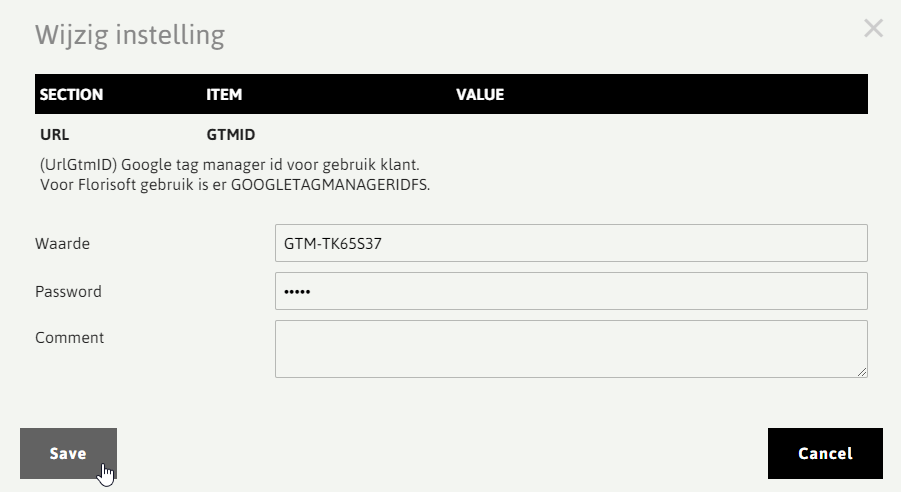 Wijzig instelling
SECTION ITEM VALUE
URL GTMID
(UrlGtmID) Google tag manager id voor gebruik klant.
Voor Florisoft gebruik is er GOOGLETAGMANAGERIDFS.
Waarde GTM-TK65S37
Password •••••
Comment
Save Cancel